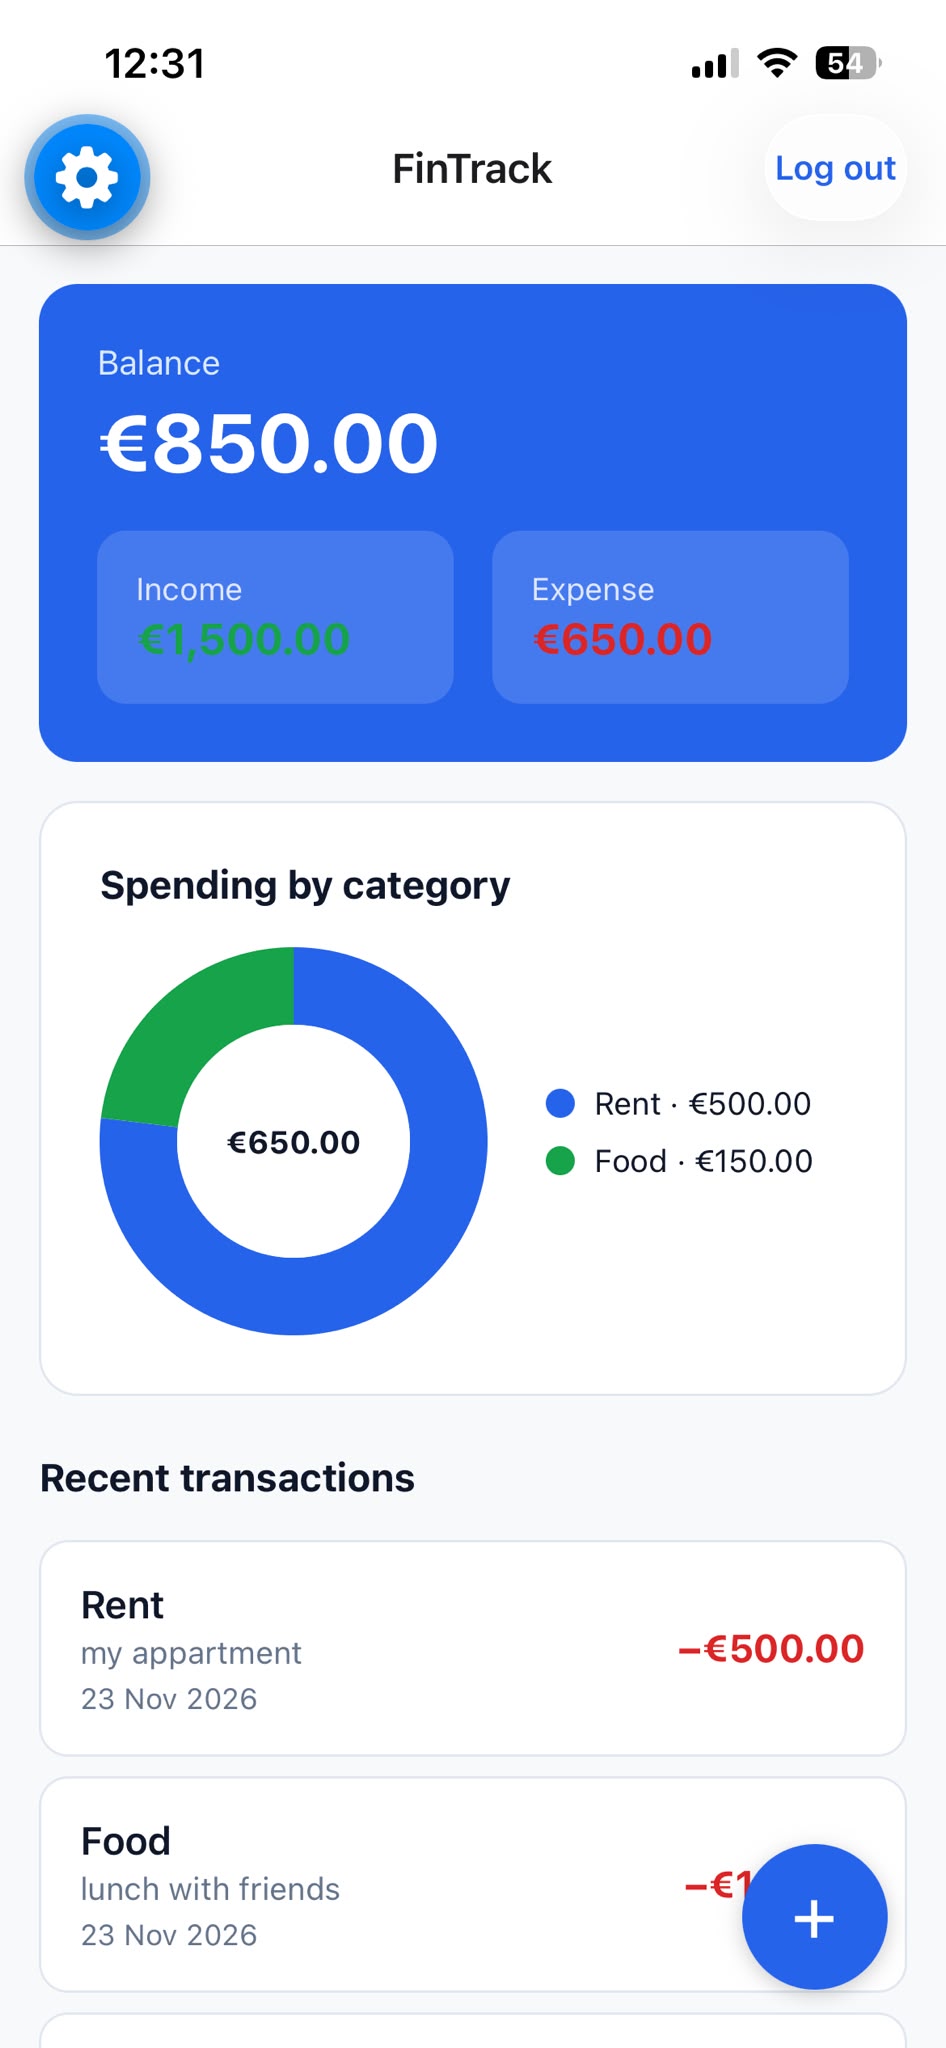 12:31
54
FinTrack
Log out
Balance
€850.00
Income
€1,500.00
Expense
€650.00
Spending by category
€650.00
Rent · €500.00
Food · €150.00
Recent transactions
Rent
my appartment
23 Nov 2026
–€500.00
Food
lunch with friends
23 Nov 2026
–€1
+